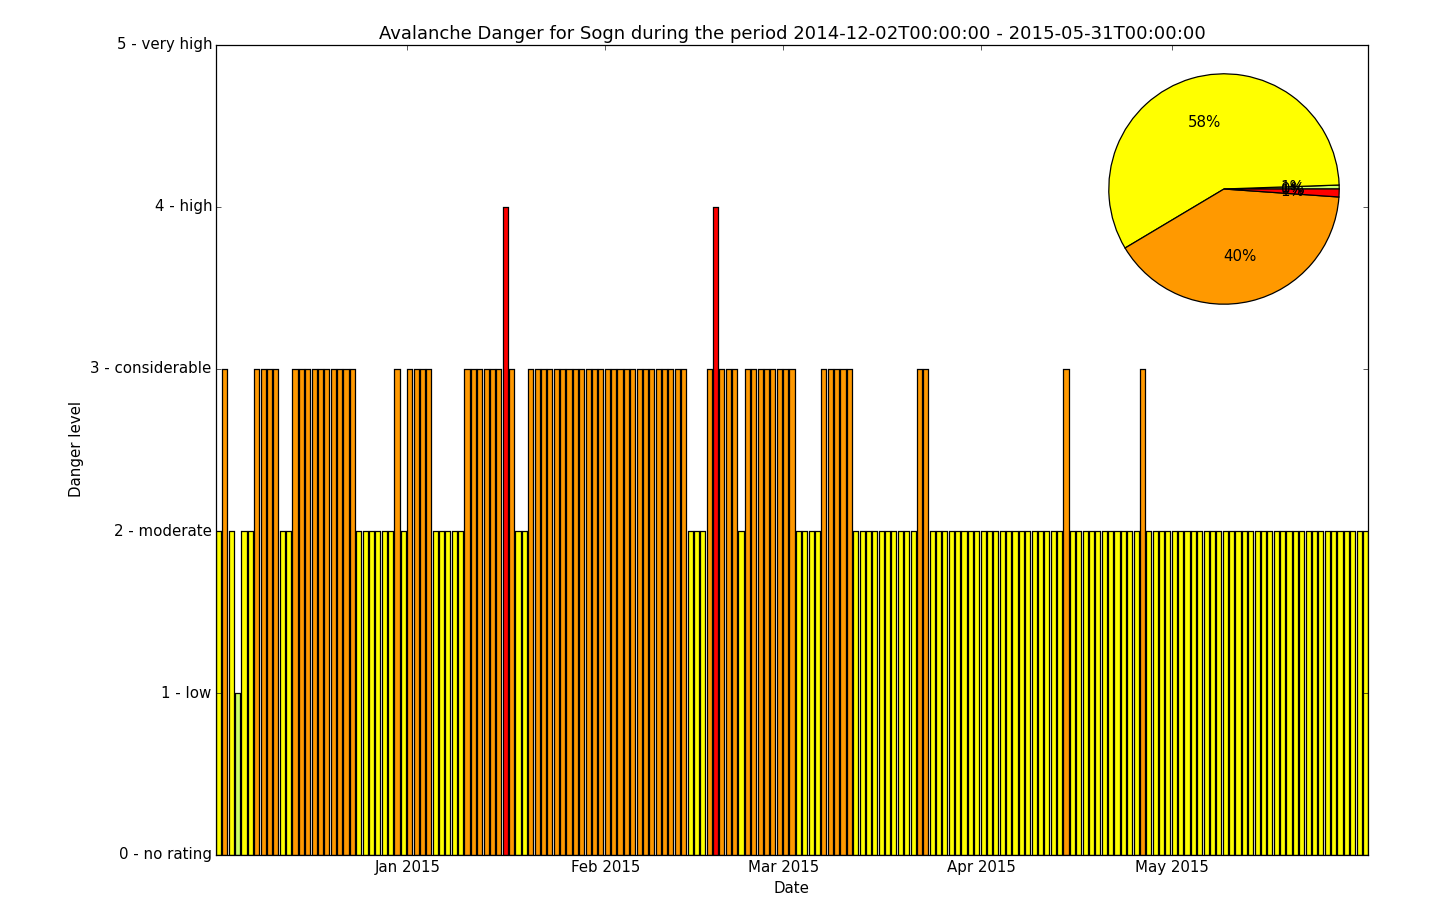 Avalanche Danger for Sogn during the period 2014-12-02T00:00:00 - 2015-05-31T00:00:00
5 - very high
4 - high
3 - considerable
2 - moderate
1 - low
0 - no rating
Danger level
58%
40%
Jan 2015
Feb 2015
Mar 2015
Apr 2015
May 2015
Date